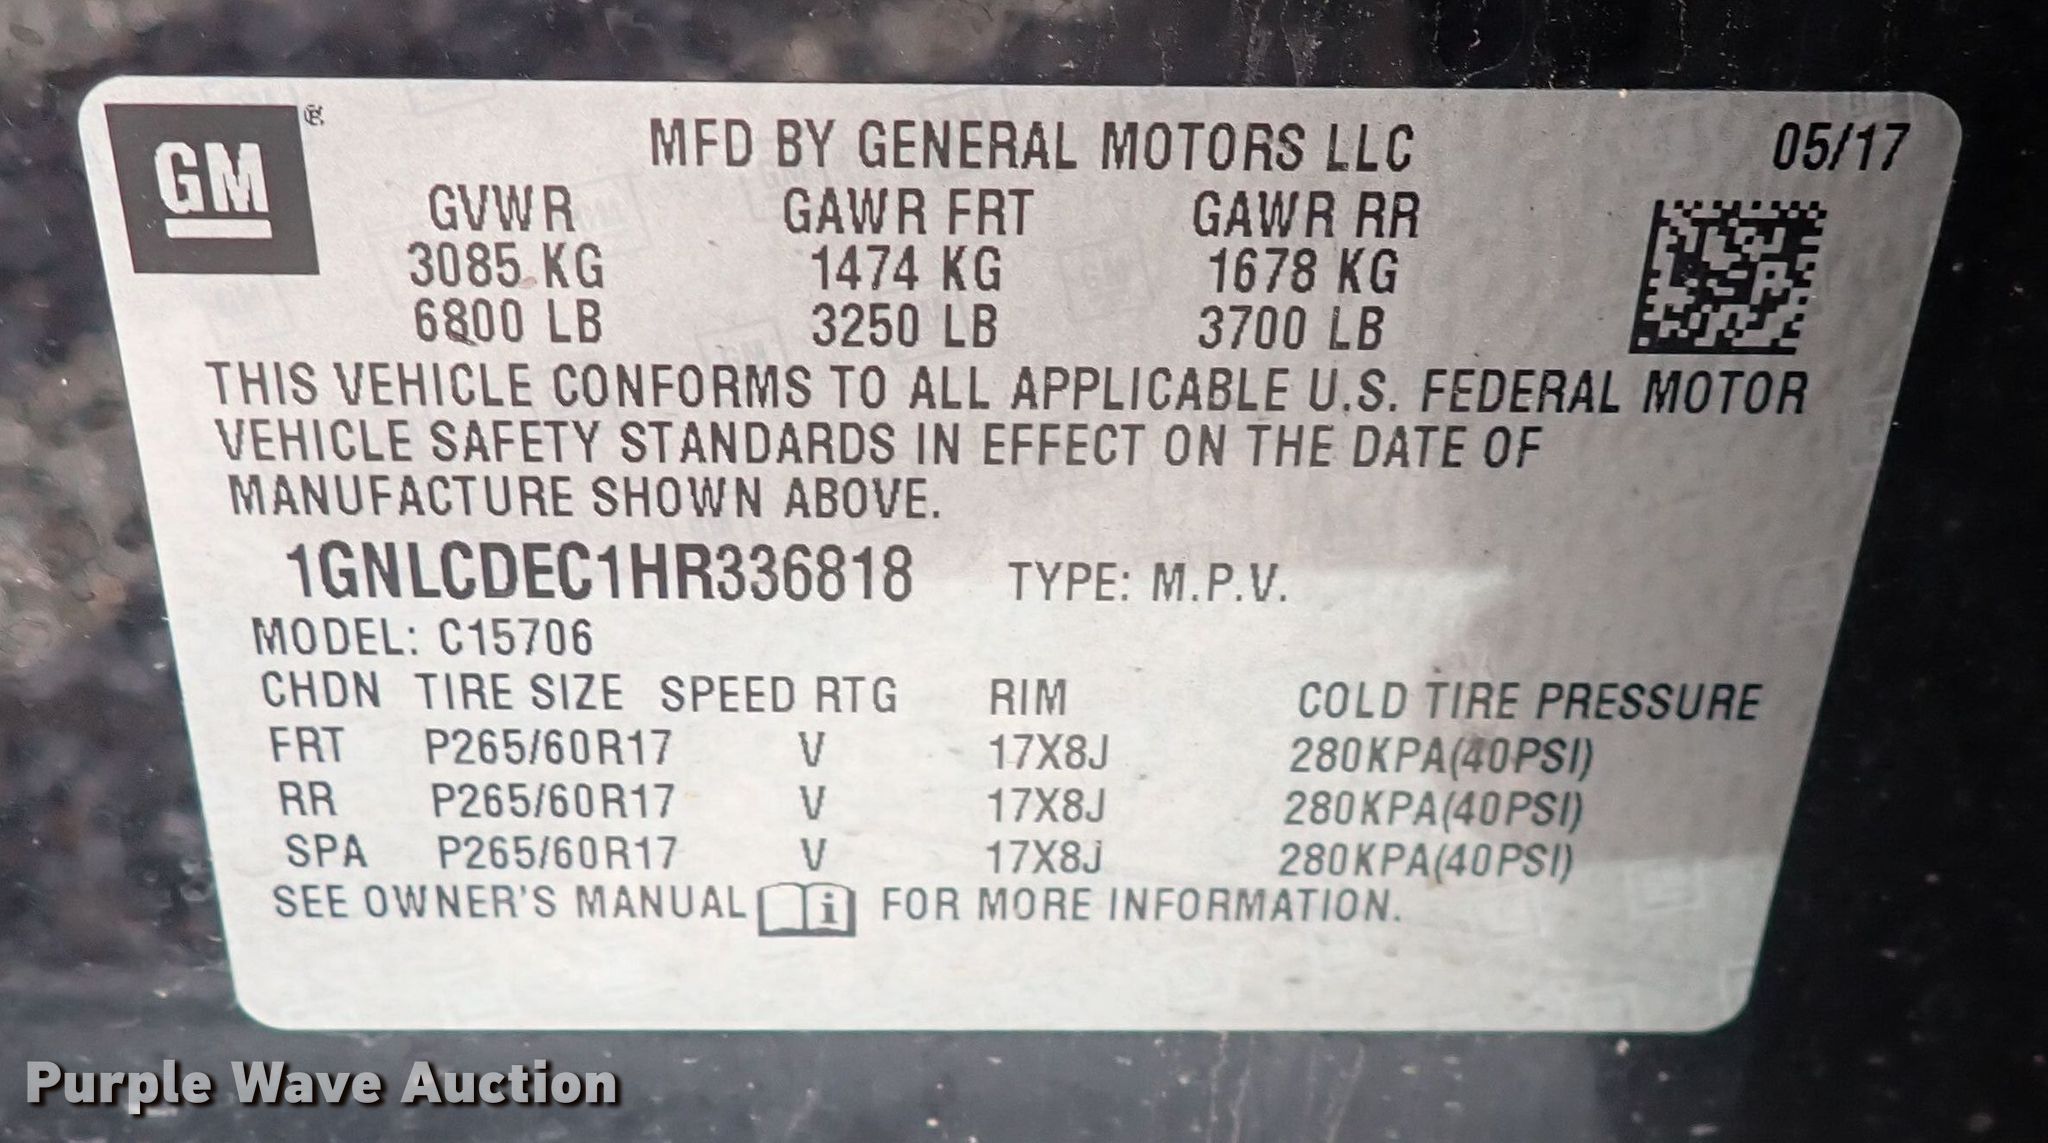 GM ®
MFD BY GENERAL MOTORS LLC 05/17
GVWR GAWR FRT GAWR RR
3085 KG 1474 KG 1678 KG
6800 LB 3250 LB 3700 LB
THIS VEHICLE CONFORMS TO ALL APPLICABLE U.S. FEDERAL MOTOR
VEHICLE SAFETY STANDARDS IN EFFECT ON THE DATE OF
MANUFACTURE SHOWN ABOVE.
1GNLCDEC1HR336818 TYPE: M.P.V.
MODEL: C15706
CHDN TIRE SIZE SPEED RTG RIM COLD TIRE PRESSURE
FRT P265/60R17 V 17X8J 280KPA(40PSI)
RR P265/60R17 V 17X8J 280KPA(40PSI)
SPA P265/60R17 V 17X8J 280KPA(40PSI)
SEE OWNER'S MANUAL i FOR MORE INFORMATION.
Purple Wave Auction